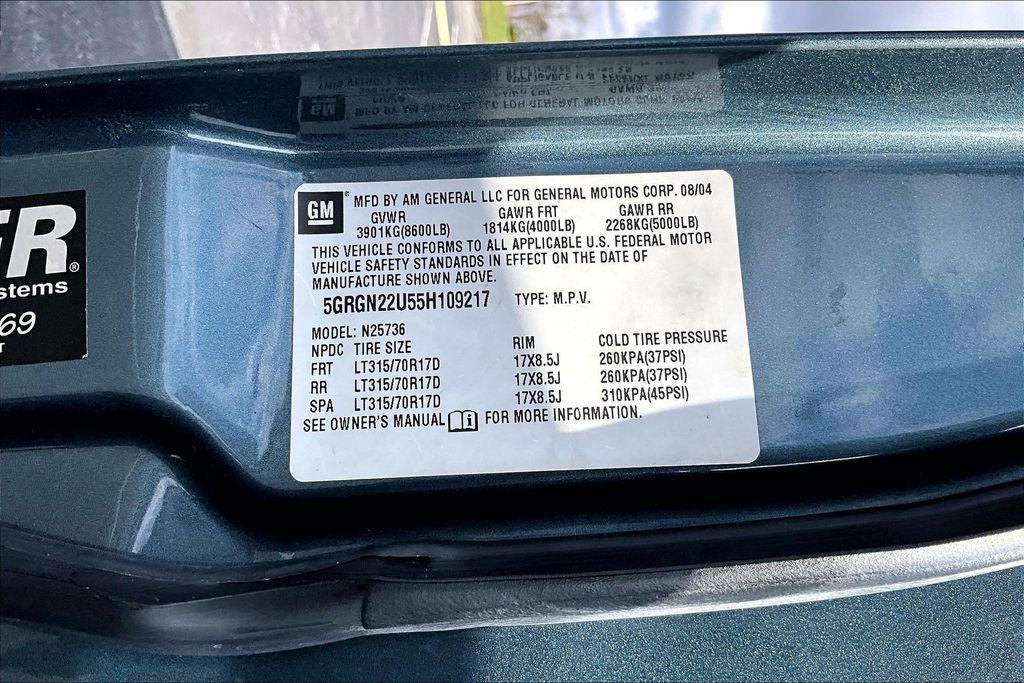 GM
MFD BY AM GENERAL LLC FOR GENERAL MOTORS CORP. 08/04
GVWR GAWR FRT GAWR RR
3901KG(8600LB) 1814KG(4000LB) 2268KG(5000LB)
THIS VEHICLE CONFORMS TO ALL APPLICABLE U.S. FEDERAL MOTOR
VEHICLE SAFETY STANDARDS IN EFFECT ON THE DATE OF
MANUFACTURE SHOWN ABOVE.
5GRGN22U55H109217 TYPE: M.P.V.
MODEL: N25736
NPDC TIRE SIZE RIM COLD TIRE PRESSURE
FRT LT315/70R17D 17X8.5J 260KPA(37PSI)
RR LT315/70R17D 17X8.5J 260KPA(37PSI)
SPA LT315/70R17D 17X8.5J 310KPA(45PSI)
SEE OWNER'S MANUAL FOR MORE INFORMATION.
ER®
stems
69
T